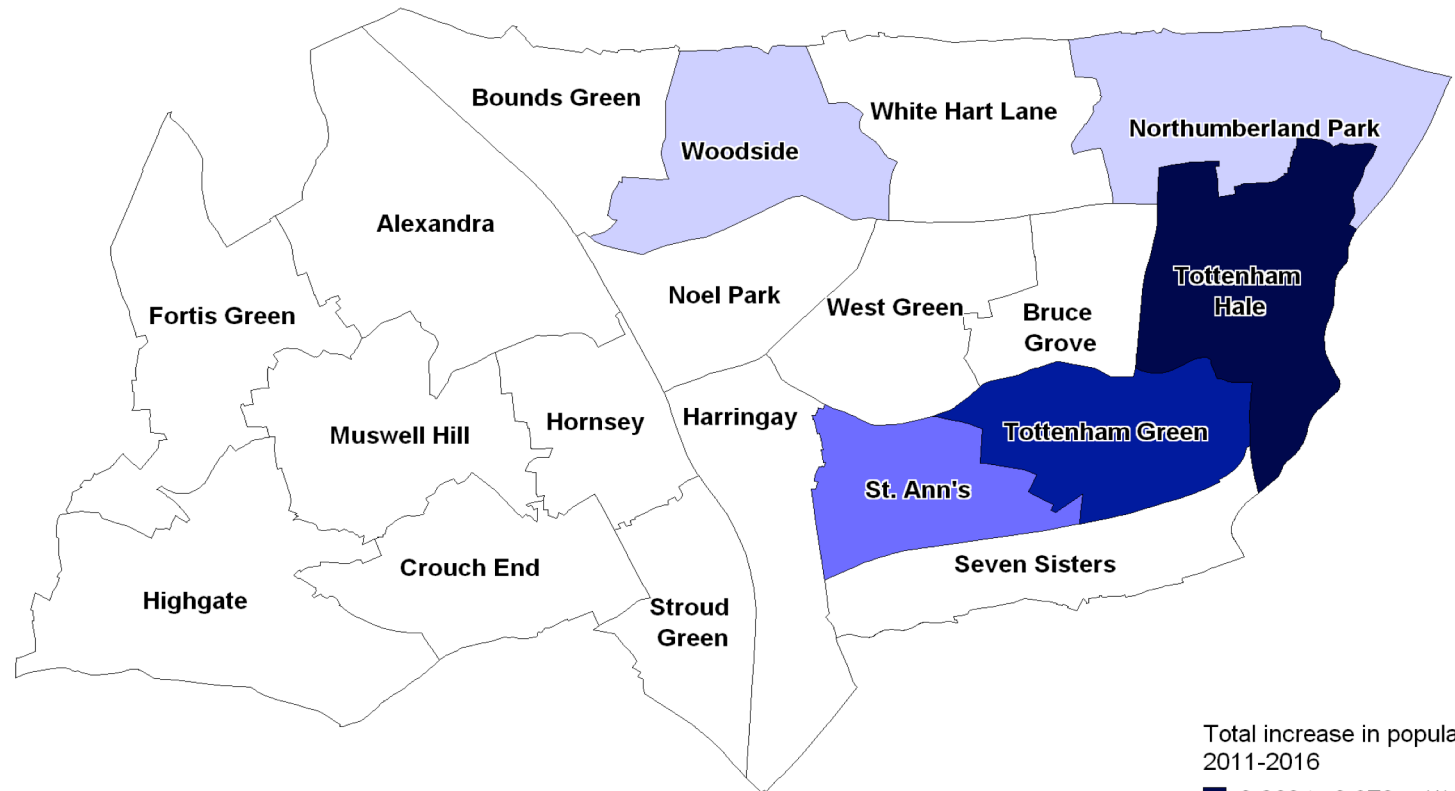 Bounds Green
White Hart Lane
Northumberland Park
Woodside
Alexandra
Tottenham
Hale
Noel Park
West Green
Bruce
Grove
Fortis Green
Hornsey
Harringay
Muswell Hill
Tottenham Green
St. Ann's
Crouch End
Seven Sisters
Highgate
Stroud
Green
Total increase in popula
2011-2016